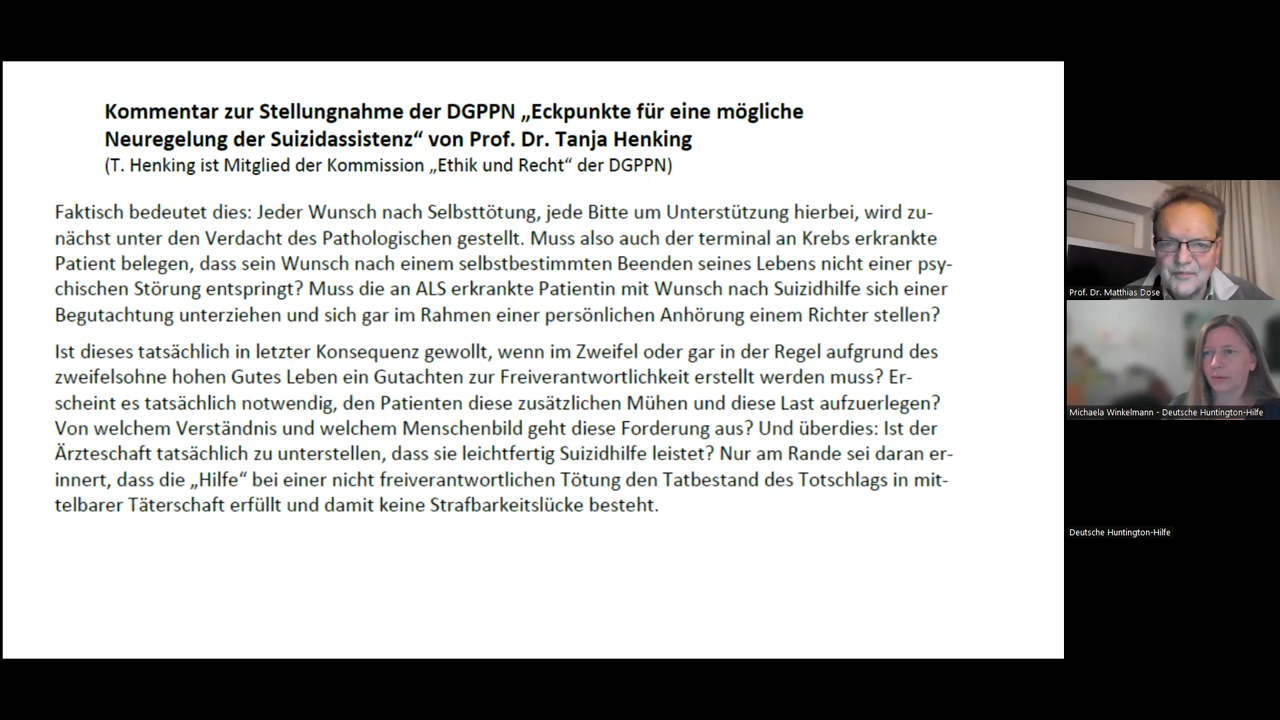 Kommentar zur Stellungnahme der DGPPN „Eckpunkte für eine mögliche
Neuregelung der Suizidassistenz“ von Prof. Dr. Tanja Henking
(T. Henking ist Mitglied der Kommission „Ethik und Recht“ der DGPPN)
Faktisch bedeutet dies: Jeder Wunsch nach Selbsttötung, jede Bitte um Unterstützung hierbei, wird zu-
nächst unter den Verdacht des Pathologischen gestellt. Muss also auch der terminal an Krebs erkrankte
Patient belegen, dass sein Wunsch nach einem selbstbestimmten Beenden seines Lebens nicht einer psy-
chischen Störung entspringt? Muss die an ALS erkrankte Patientin mit Wunsch nach Suizidhilfe sich einer
Begutachtung unterziehen und sich gar im Rahmen einer persönlichen Anhörung einem Richter stellen?
Ist dieses tatsächlich in letzter Konsequenz gewollt, wenn im Zweifel oder gar in der Regel aufgrund des
zweifelsohne hohen Gutes Leben ein Gutachten zur Freiverantwortlichkeit erstellt werden muss? Er-
scheint es tatsächlich notwendig, den Patienten diese zusätzlichen Mühen und diese Last aufzuerlegen?
Von welchem Verständnis und welchem Menschenbild geht diese Forderung aus? Und überdies: Ist der
Ärzteschaft tatsächlich zu unterstellen, dass sie leichtfertig Suizidhilfe leistet? Nur am Rande sei daran er-
innert, dass die „Hilfe“ bei einer nicht freiverantwortlichen Tötung den Tatbestand des Totschlags in mit-
telbarer Täterschaft erfüllt und damit keine Strafbarkeitslücke besteht.
Prof. Dr. Matthias Dose
Michaela Winkelmann - Deutsche Huntington-Hilfe
Deutsche Huntington-Hilfe